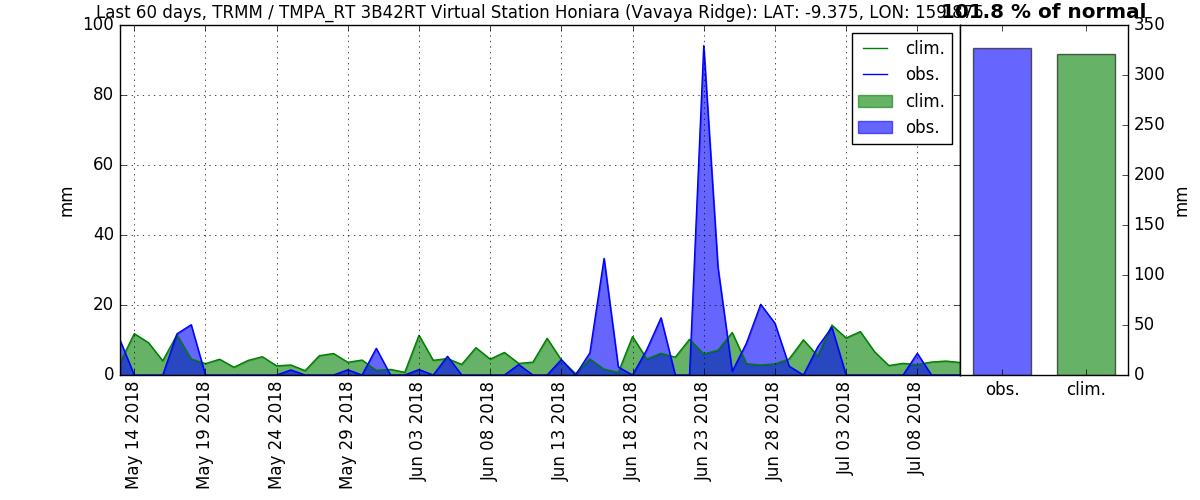 Last 60 days, TRMM / TMPA_RT 3B42RT Virtual Station Honiara (Vavaya Ridge): LAT: -9.375, LON:
101.8 % of normal
100
80
60
40
20
0
mm
clim.
obs.
clim.
obs.
May 14 2018
May 19 2018
May 24 2018
May 29 2018
Jun 03 2018
Jun 08 2018
Jun 13 2018
Jun 18 2018
Jun 23 2018
Jun 28 2018
Jul 03 2018
Jul 08 2018
350
300
250
200
150
100
50
0
mm
obs.
clim.